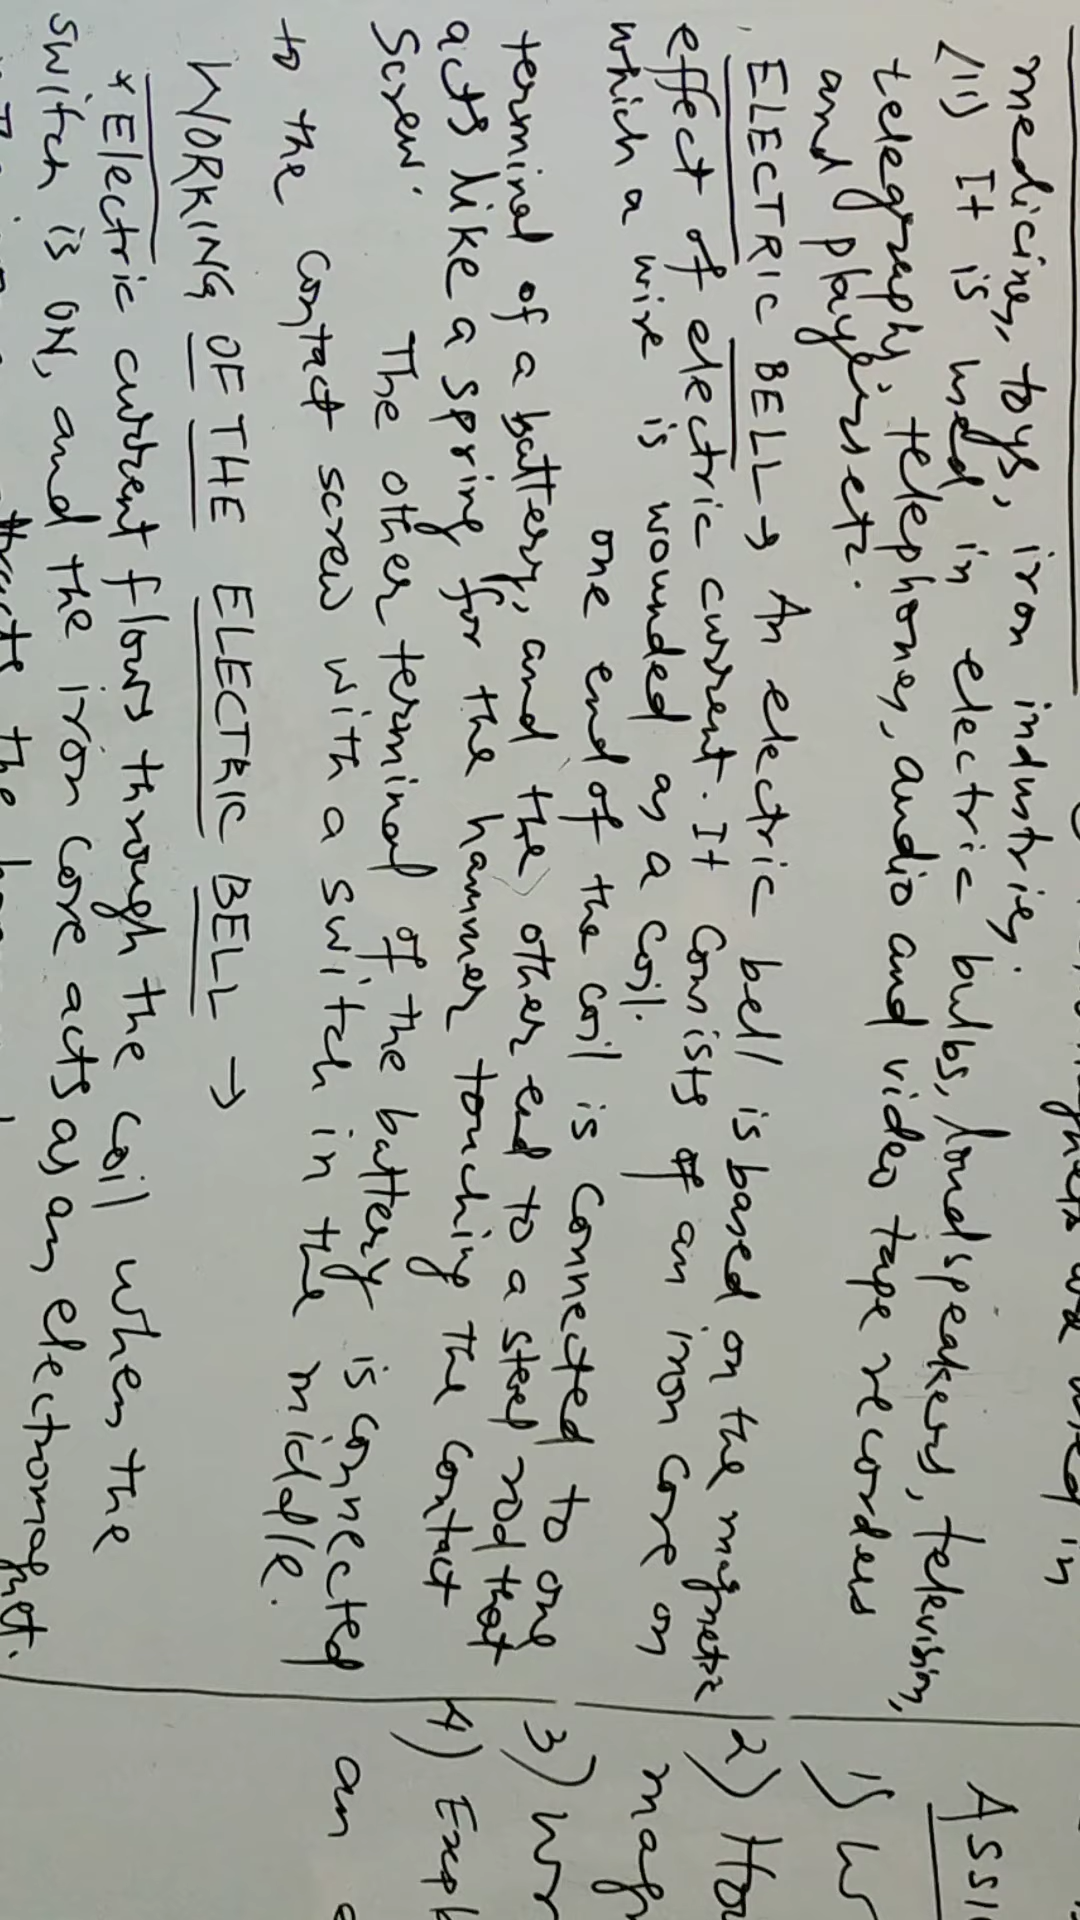 used in
medicines, toys, iron industries.
(ii) It is used in electric bulbs, loudspeakers, television,
telegraphs, telephones, audio and video tape recorders
and players etc.
ELECTRIC BELL → An electric bell is based on the magnetic
effect of electric current. It consists of an iron core on
which a wire is wounded as a coil.
one end of the coil is connected to one
terminal of a battery, and the other end to a steel rod that
acts like a spring for the hammer touching the contact
Screw. The other terminal of the battery is connected
to the contact screw with a switch in the middle.
WORKING OF THE ELECTRIC BELL →
* Electric current flows through the coil when the
switch is ON, and the iron core acts as an electromagnet.
the
1)
2)
3)
4)
an